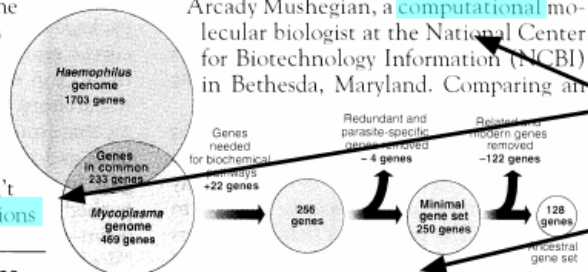 Arcady Mushegian, a computational mo-
lecular biologist at the National Center
for Biotechnology Information (NCBI)
in Bethesda, Maryland. Comparing an
Haemophilus
genome
1703 genes
Genes
in common
233 genes
Mycoplasma
genome
469 genes
Genes
needed
for biochemical
pathways
+22 genes
256
genes
Redundant and
parasite-specific
genes removed
– 4 genes
Minimal
gene set
250 genes
Related
modern genes
removed
–122 genes
128
genes
Ancestral
gene set
't
ions